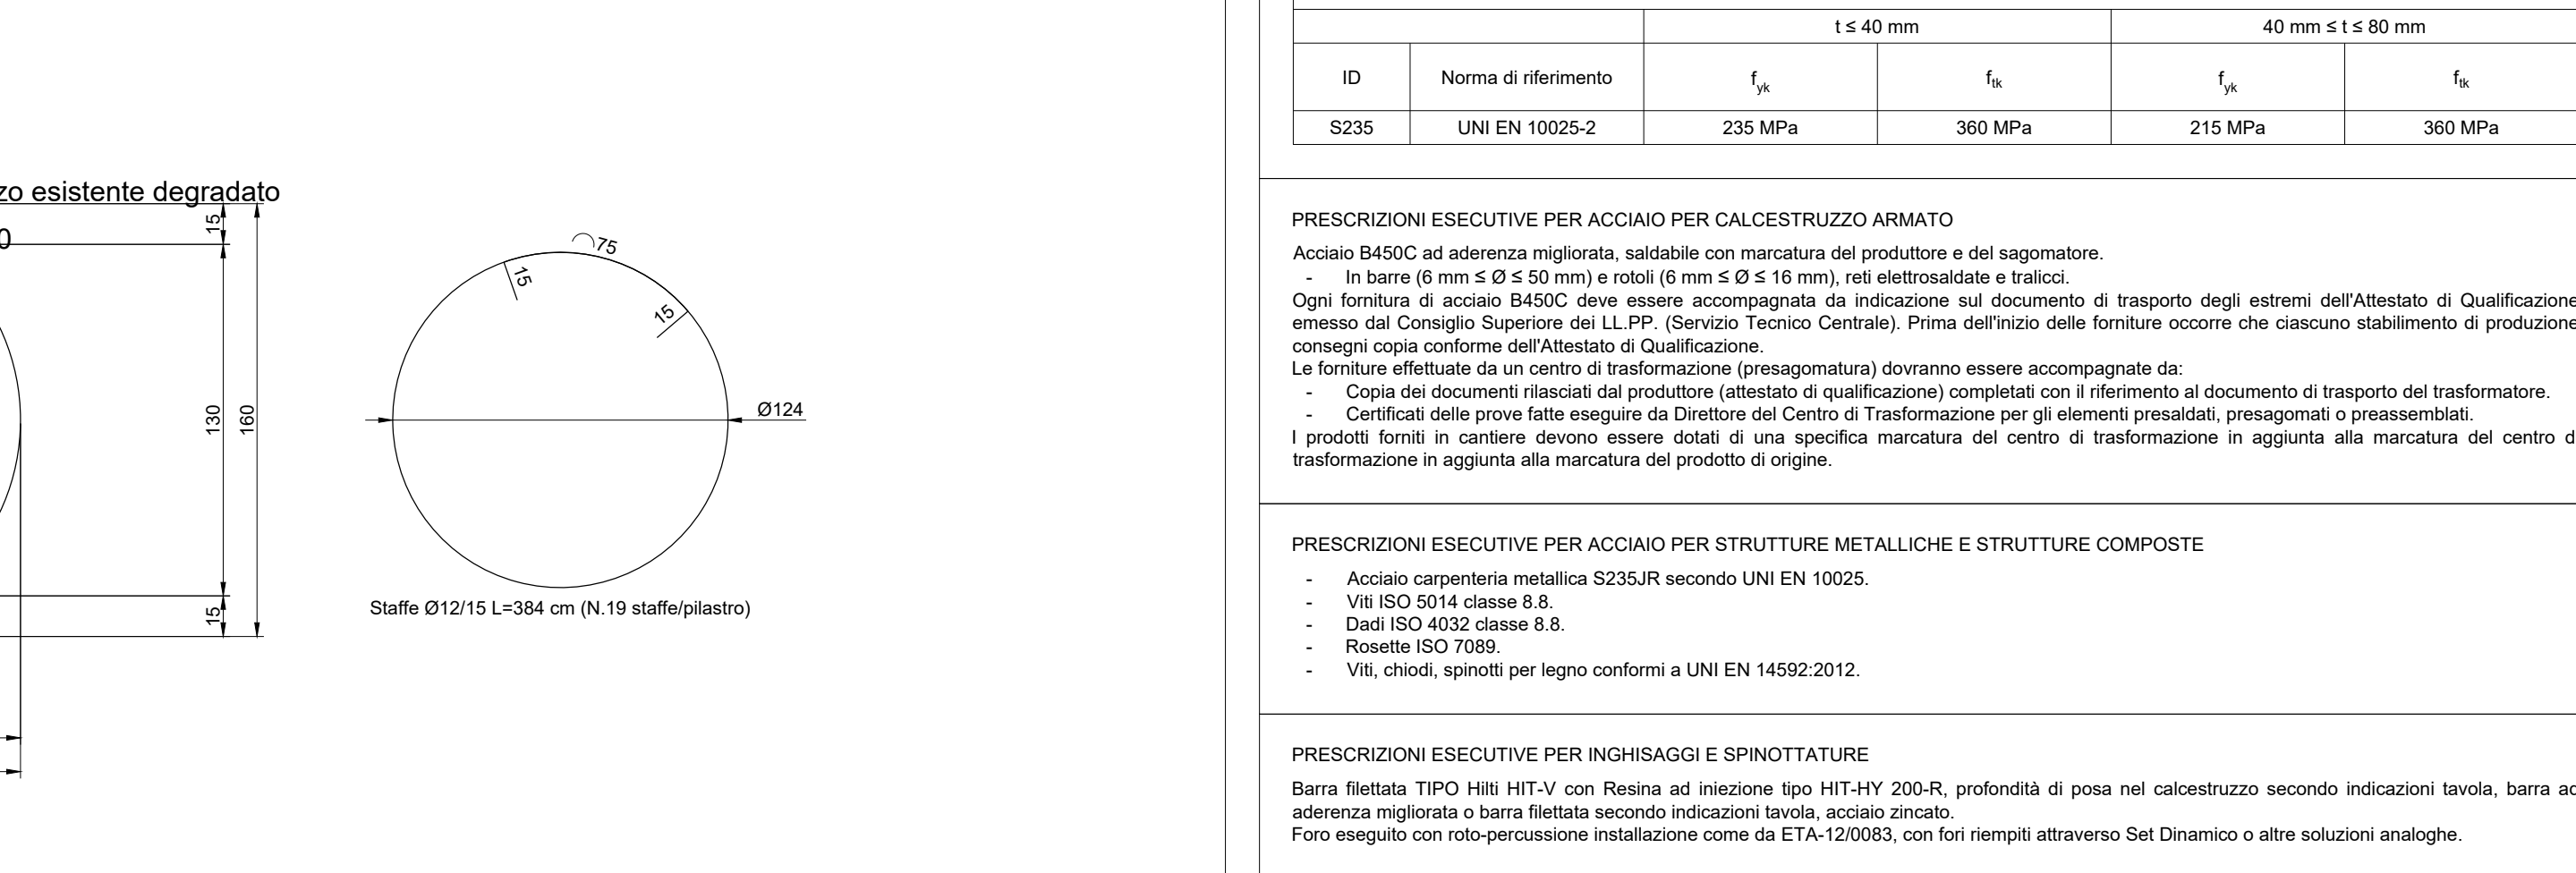 zo esistente degradato
0
15
130
160
15
75
15
15
Ø124
Staffe Ø12/15 L=384 cm (N.19 staffe/pilastro)
t ≤ 40 mm 40 mm ≤ t ≤ 80 mm
ID Norma di riferimento fyk ftk fyk ftk
S235 UNI EN 10025-2 235 MPa 360 MPa 215 MPa 360 MPa
PRESCRIZIONI ESECUTIVE PER ACCIAIO PER CALCESTRUZZO ARMATO
Acciaio B450C ad aderenza migliorata, saldabile con marcatura del produttore e del sagomatore.
- In barre (6 mm ≤ Ø ≤ 50 mm) e rotoli (6 mm ≤ Ø ≤ 16 mm), reti elettrosaldate e tralicci.
Ogni fornitura di acciaio B450C deve essere accompagnata da indicazione sul documento di trasporto degli estremi dell'Attestato di Qualificazione
emesso dal Consiglio Superiore dei LL.PP. (Servizio Tecnico Centrale). Prima dell'inizio delle forniture occorre che ciascuno stabilimento di produzione
consegni copia conforme dell'Attestato di Qualificazione.
Le forniture effettuate da un centro di trasformazione (presagomatura) dovranno essere accompagnate da:
- Copia dei documenti rilasciati dal produttore (attestato di qualificazione) completati con il riferimento al documento di trasporto del trasformatore.
- Certificati delle prove fatte eseguire da Direttore del Centro di Trasformazione per gli elementi presaldati, presagomati o preassemblati.
I prodotti forniti in cantiere devono essere dotati di una specifica marcatura del centro di trasformazione in aggiunta alla marcatura del centro d
trasformazione in aggiunta alla marcatura del prodotto di origine.
PRESCRIZIONI ESECUTIVE PER ACCIAIO PER STRUTTURE METALLICHE E STRUTTURE COMPOSTE
- Acciaio carpenteria metallica S235JR secondo UNI EN 10025.
- Viti ISO 5014 classe 8.8.
- Dadi ISO 4032 classe 8.8.
- Rosette ISO 7089.
- Viti, chiodi, spinotti per legno conformi a UNI EN 14592:2012.
PRESCRIZIONI ESECUTIVE PER INGHISAGGI E SPINOTTATURE
Barra filettata TIPO Hilti HIT-V con Resina ad iniezione tipo HIT-HY 200-R, profondità di posa nel calcestruzzo secondo indicazioni tavola, barra ad
aderenza migliorata o barra filettata secondo indicazioni tavola, acciaio zincato.
Foro eseguito con roto-percussione installazione come da ETA-12/0083, con fori riempiti attraverso Set Dinamico o altre soluzioni analoghe.